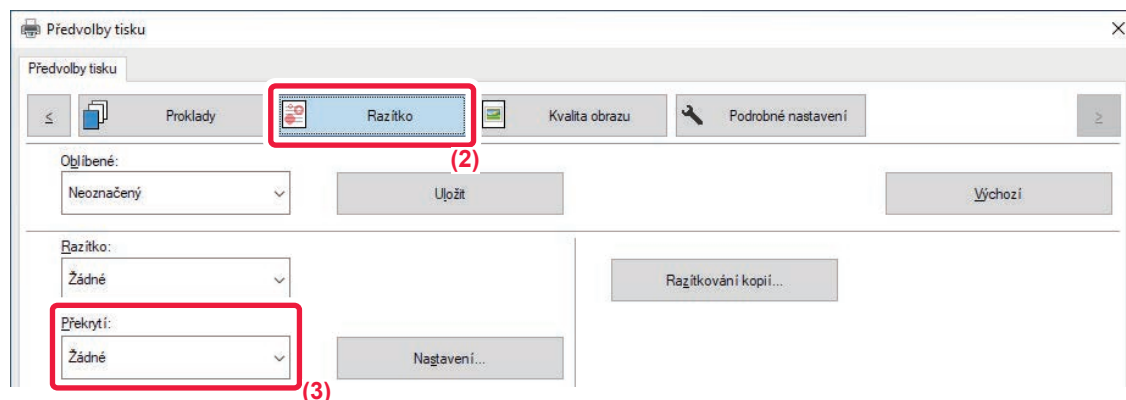 Předvolby tisku
Předvolby tisku
< Proklady Razítko Kvalita obrazu Podrobné nastavení >
(2)
Oblíbené:
Neoznačený Uložit Výchozí
Razítko:
Žádné Razítkování kopií...
Překrytí:
Žádné Nastavení...
(3)